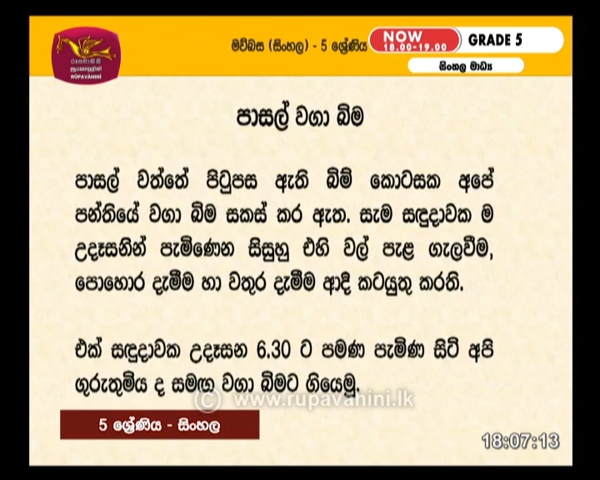 මව්බස (සිංහල) - 5 ශ්‍රේණිය
NOW
18.00-19.00
GRADE 5
සිංහල මාධ්‍ය
රූපවාහිනී
RUPAVAHINI
පාසල් වගා බිම
පාසල් වත්තේ පිටුපස ඇති බිම් කොටසක අපේ
පන්තියේ වගා බිම සකස් කර ඇත. සැම සඳුදාවක ම
උදෑසනින් පැමිණෙන සිසුහු එහි වල් පැළ ගැලවීම,
පොහොර දැමීම හා වතුර දැමීම ආදී කටයුතු කරති.
එක් සඳුදාවක උදෑසන 6.30 ට පමණ පැමිණ සිටි අපි
ගුරුතුමිය ද සමඟ වගා බිමට ගියෙමු.
© www.rupavahini.lk
5 ශ්‍රේණිය - සිංහල
18:07:13